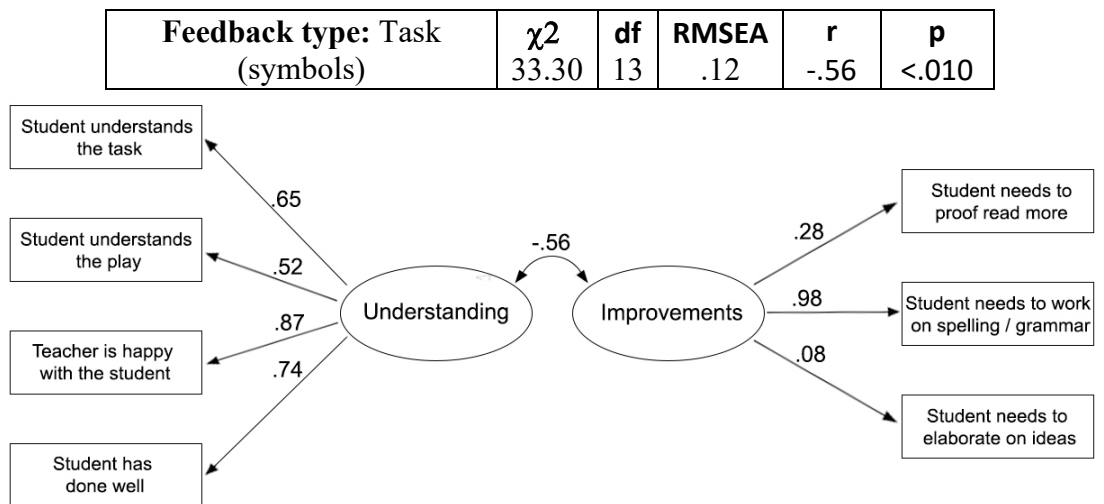 Feedback type: Task
(symbols)
χ2
33.30
df
13
RMSEA
.12
r
-.56
p
<.010
Student understands
the task
.65
Student understands
the play
.52
Teacher is happy
with the student
.87
Student has
done well
.74
Understanding
-.56
Improvements
.28
Student needs to
proof read more
.98
Student needs to work
on spelling / grammar
.08
Student needs to
elaborate on ideas